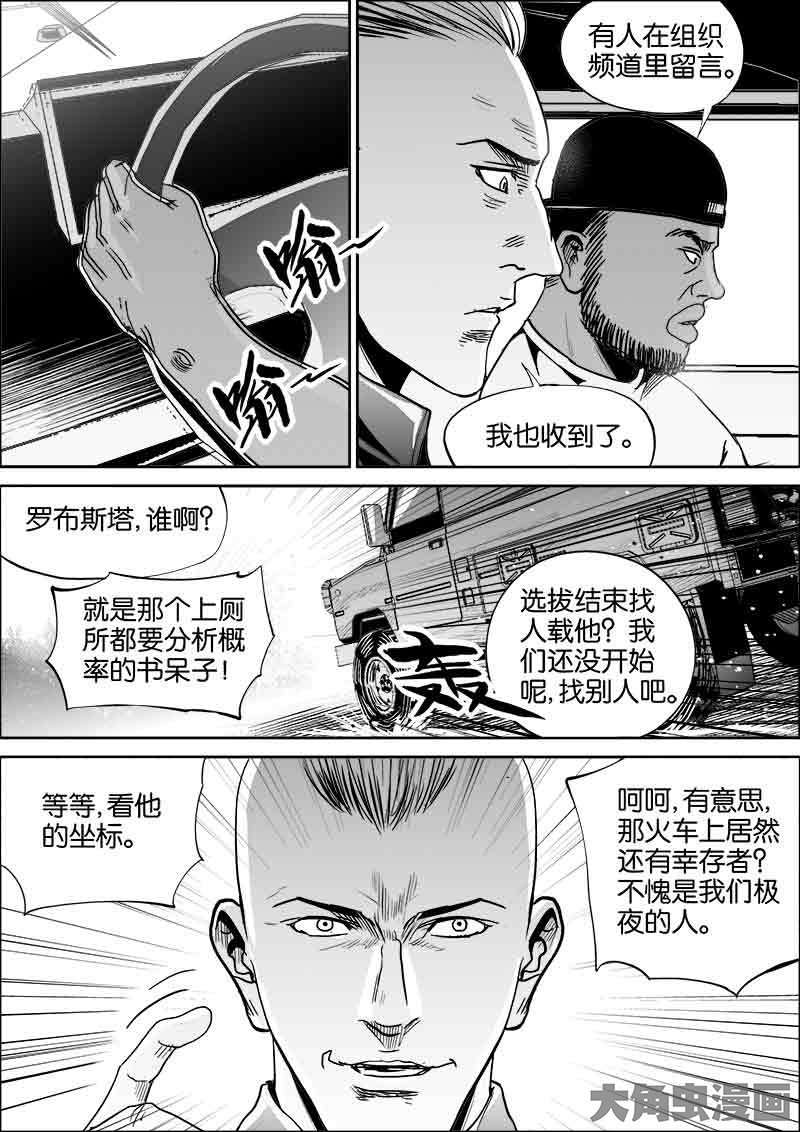 有人在组织
频道里留言。
嗡~
嗡~
我也收到了。
罗布斯塔，谁啊？
就是那个上厕
所都要分析概
率的书呆子！
轰
选拔结束找
人载他？我
们还没开始
呢，找别人吧。
等等，看他
的坐标。
呵呵，有意思，
那火车上居然
还有幸存者？
不愧是我们极
夜的人。
大角虫漫画